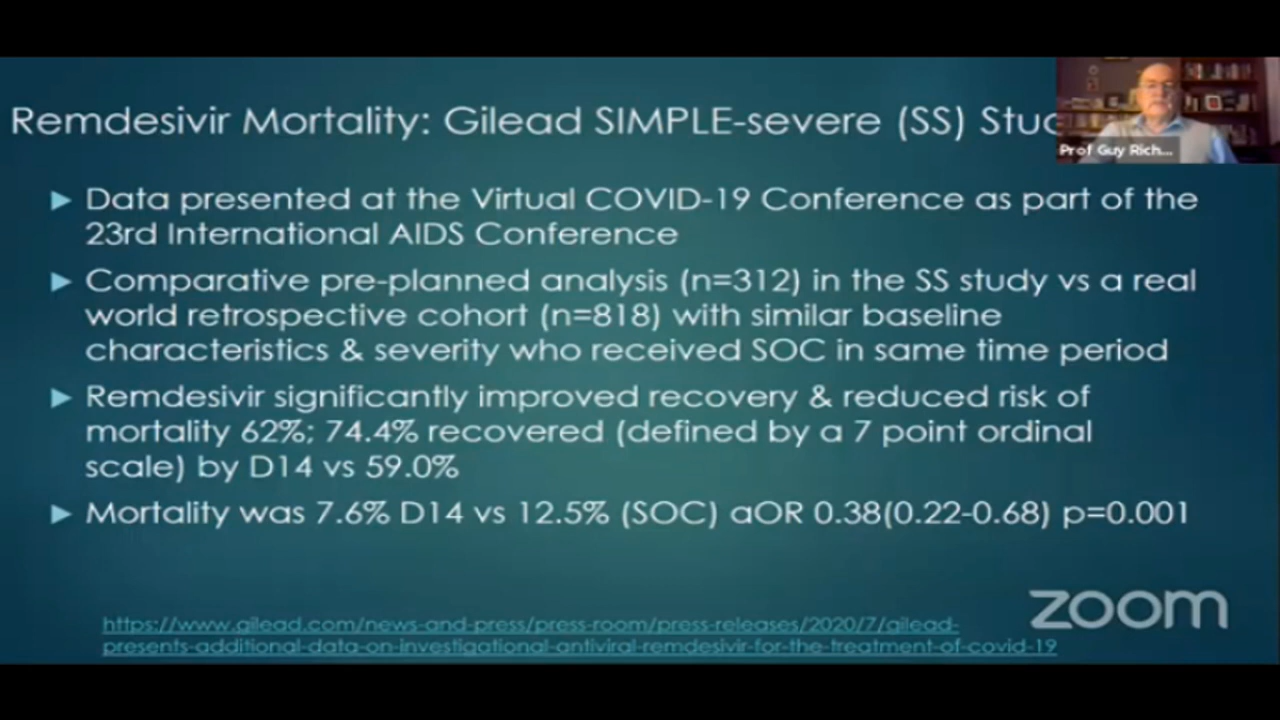 Remdesivir Mortality: Gilead SIMPLE-severe (SS)
Prof Guy Rich...
► Data presented at the Virtual COVID-19 Conference as part of the
23rd International AIDS Conference
► Comparative pre-planned analysis (n=312) in the SS study vs a real
world retrospective cohort (n=818) with similar baseline
characteristics & severity who received SOC in same time period
► Remdesivir significantly improved recovery & reduced risk of
mortality 62%; 74.4% recovered (defined by a 7 point ordinal
scale) by D14 vs 59.0%
► Mortality was 7.6% D14 vs 12.5% (SOC) aOR 0.38(0.22-0.68) p=0.001
zoom
https://www.gilead.com/news-and-press/press-room/press-releases/2020/7/gilead-
presents-additional-data-on-investigational-antiviral-remdesivir-for-the-treatment-of-covid-19